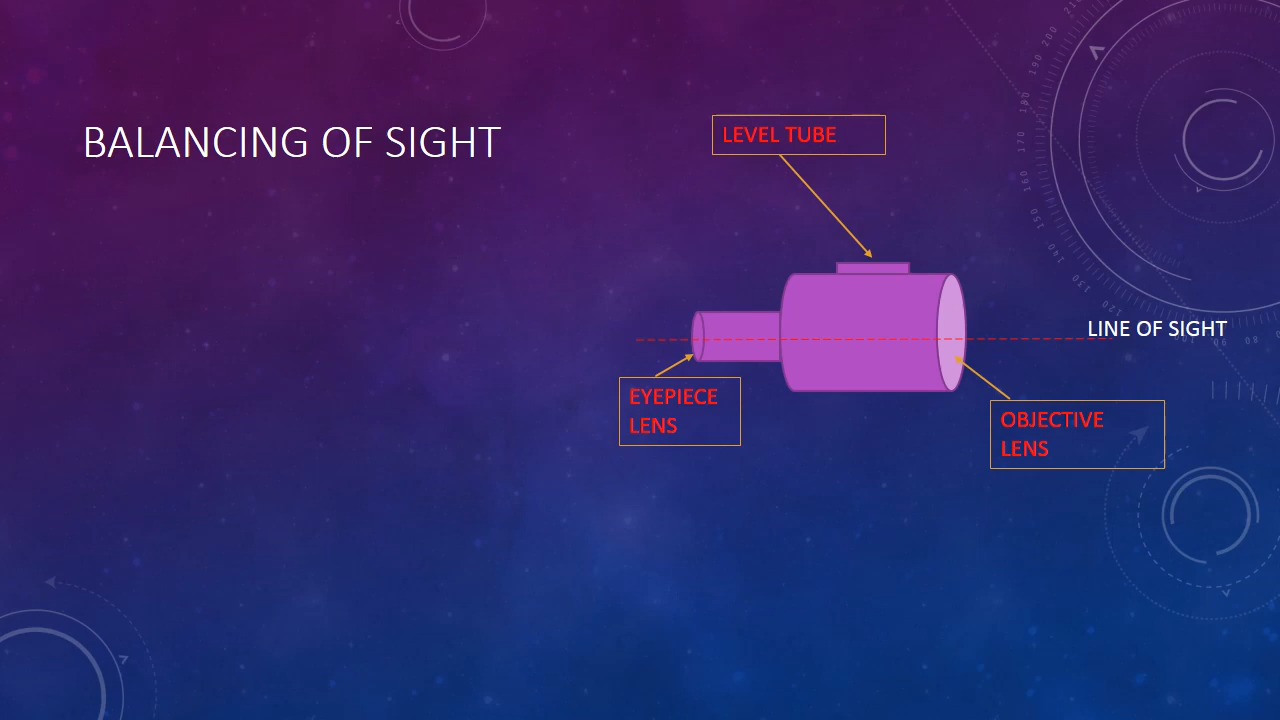 BALANCING OF SIGHT
LEVEL TUBE
LINE OF SIGHT
EYEPIECE
LENS
OBJECTIVE
LENS